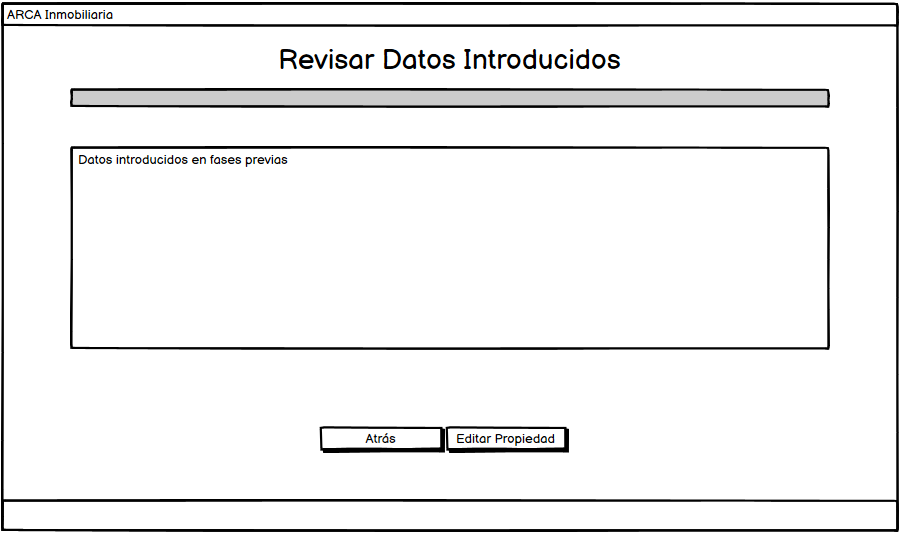 ARCA Inmobiliaria
Revisar Datos Introducidos
Datos introducidos en fases previas
Atrás
Editar Propiedad